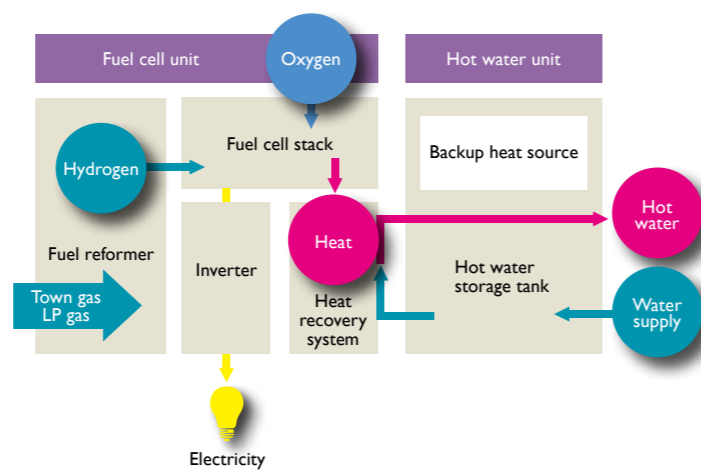 Fuel cell unit
Oxygen
Hot water unit
Fuel cell stack
Backup heat source
Hydrogen
Hot
water
Heat
Fuel reformer
Inverter
Hot water
storage tank
Town gas
LP gas
Heat
recovery
system
Water
supply
Electricity